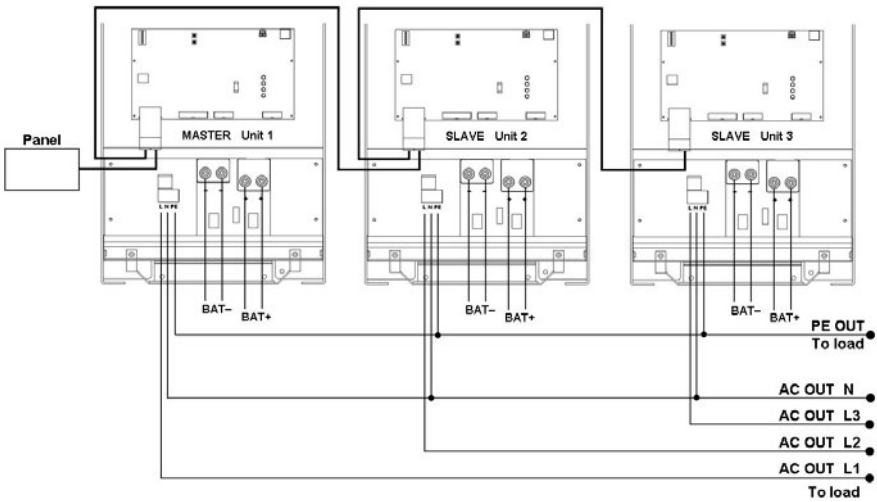 Panel
MASTER Unit 1
SLAVE Unit 2
SLAVE Unit 3
L N PE
L N PE
L N PE
BAT–
BAT+
BAT–
BAT+
BAT–
BAT+
PE OUT
To load
AC OUT N
AC OUT L3
AC OUT L2
AC OUT L1
To load